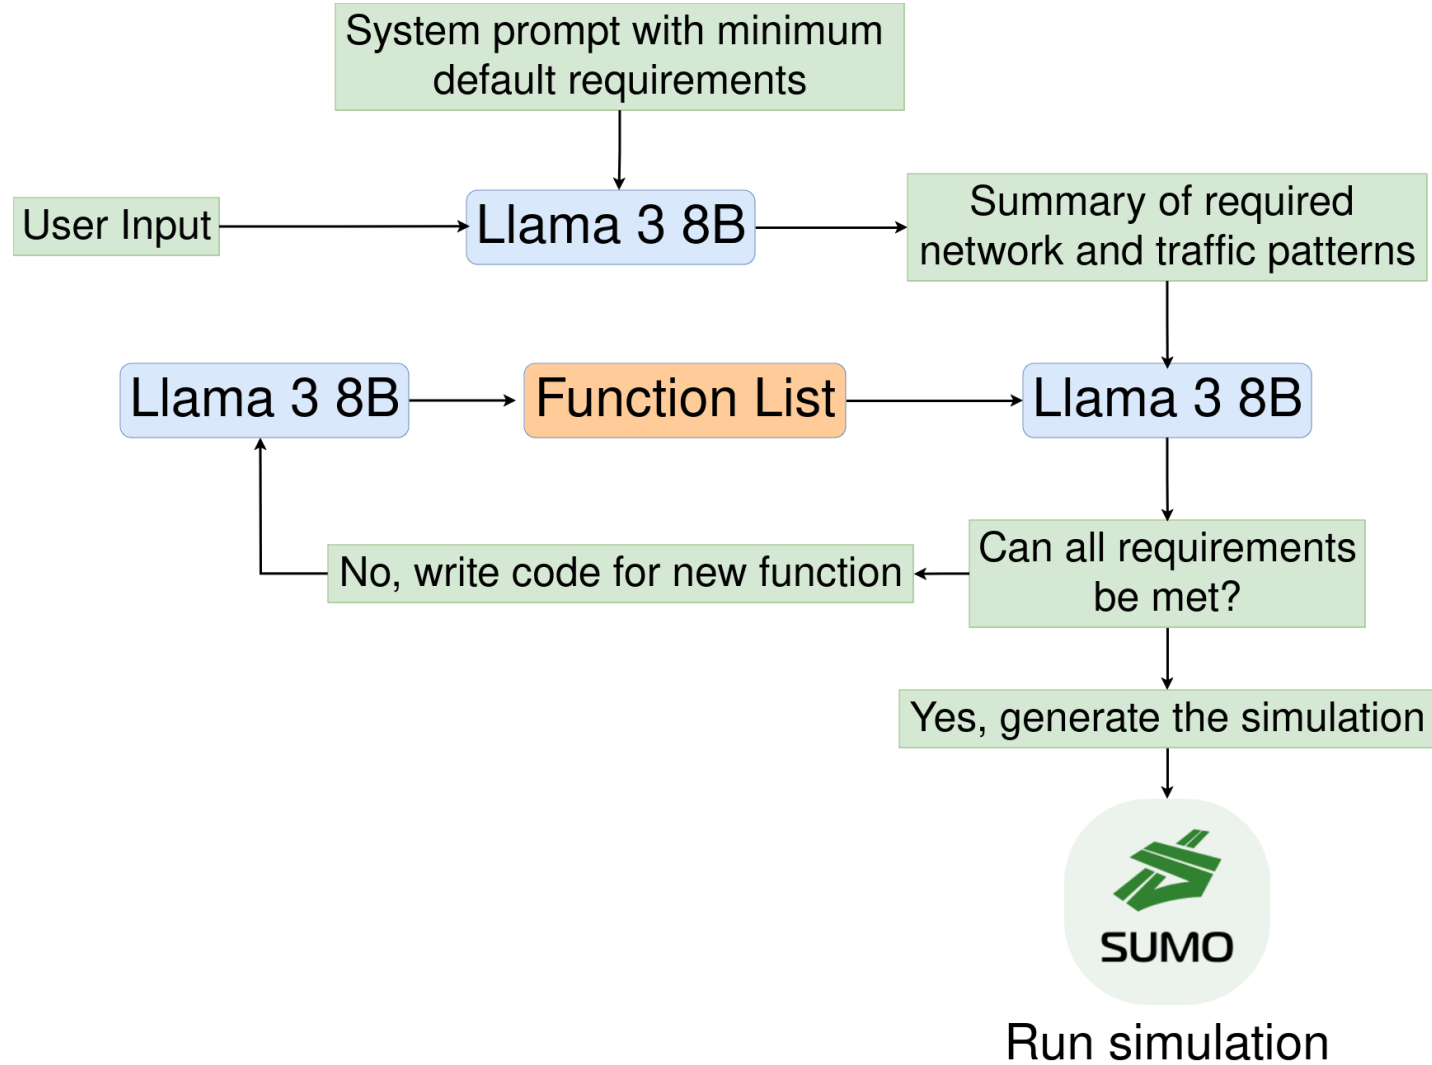 System prompt with minimum
default requirements
User Input
Llama 3 8B
Summary of required
network and traffic patterns
Llama 3 8B
Function List
Llama 3 8B
Can all requirements
be met?
No, write code for new function
Yes, generate the simulation
SUMO
Run simulation